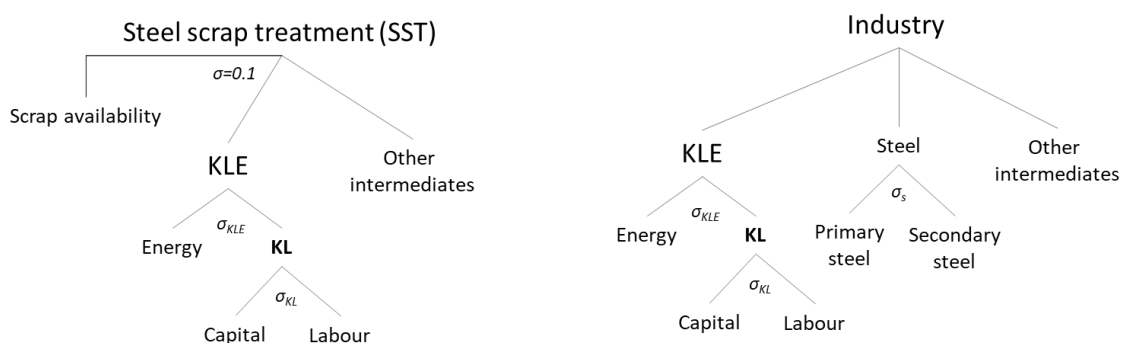 Steel scrap treatment (SST)
σ=0.1
Scrap availability
KLE
Other
intermediates
σKLE
Energy
KL
σKL
Capital
Labour
Industry
KLE
Steel
Other
intermediates
σKLE
σs
Energy
KL
Primary
steel
Secondary
steel
σKL
Capital
Labour